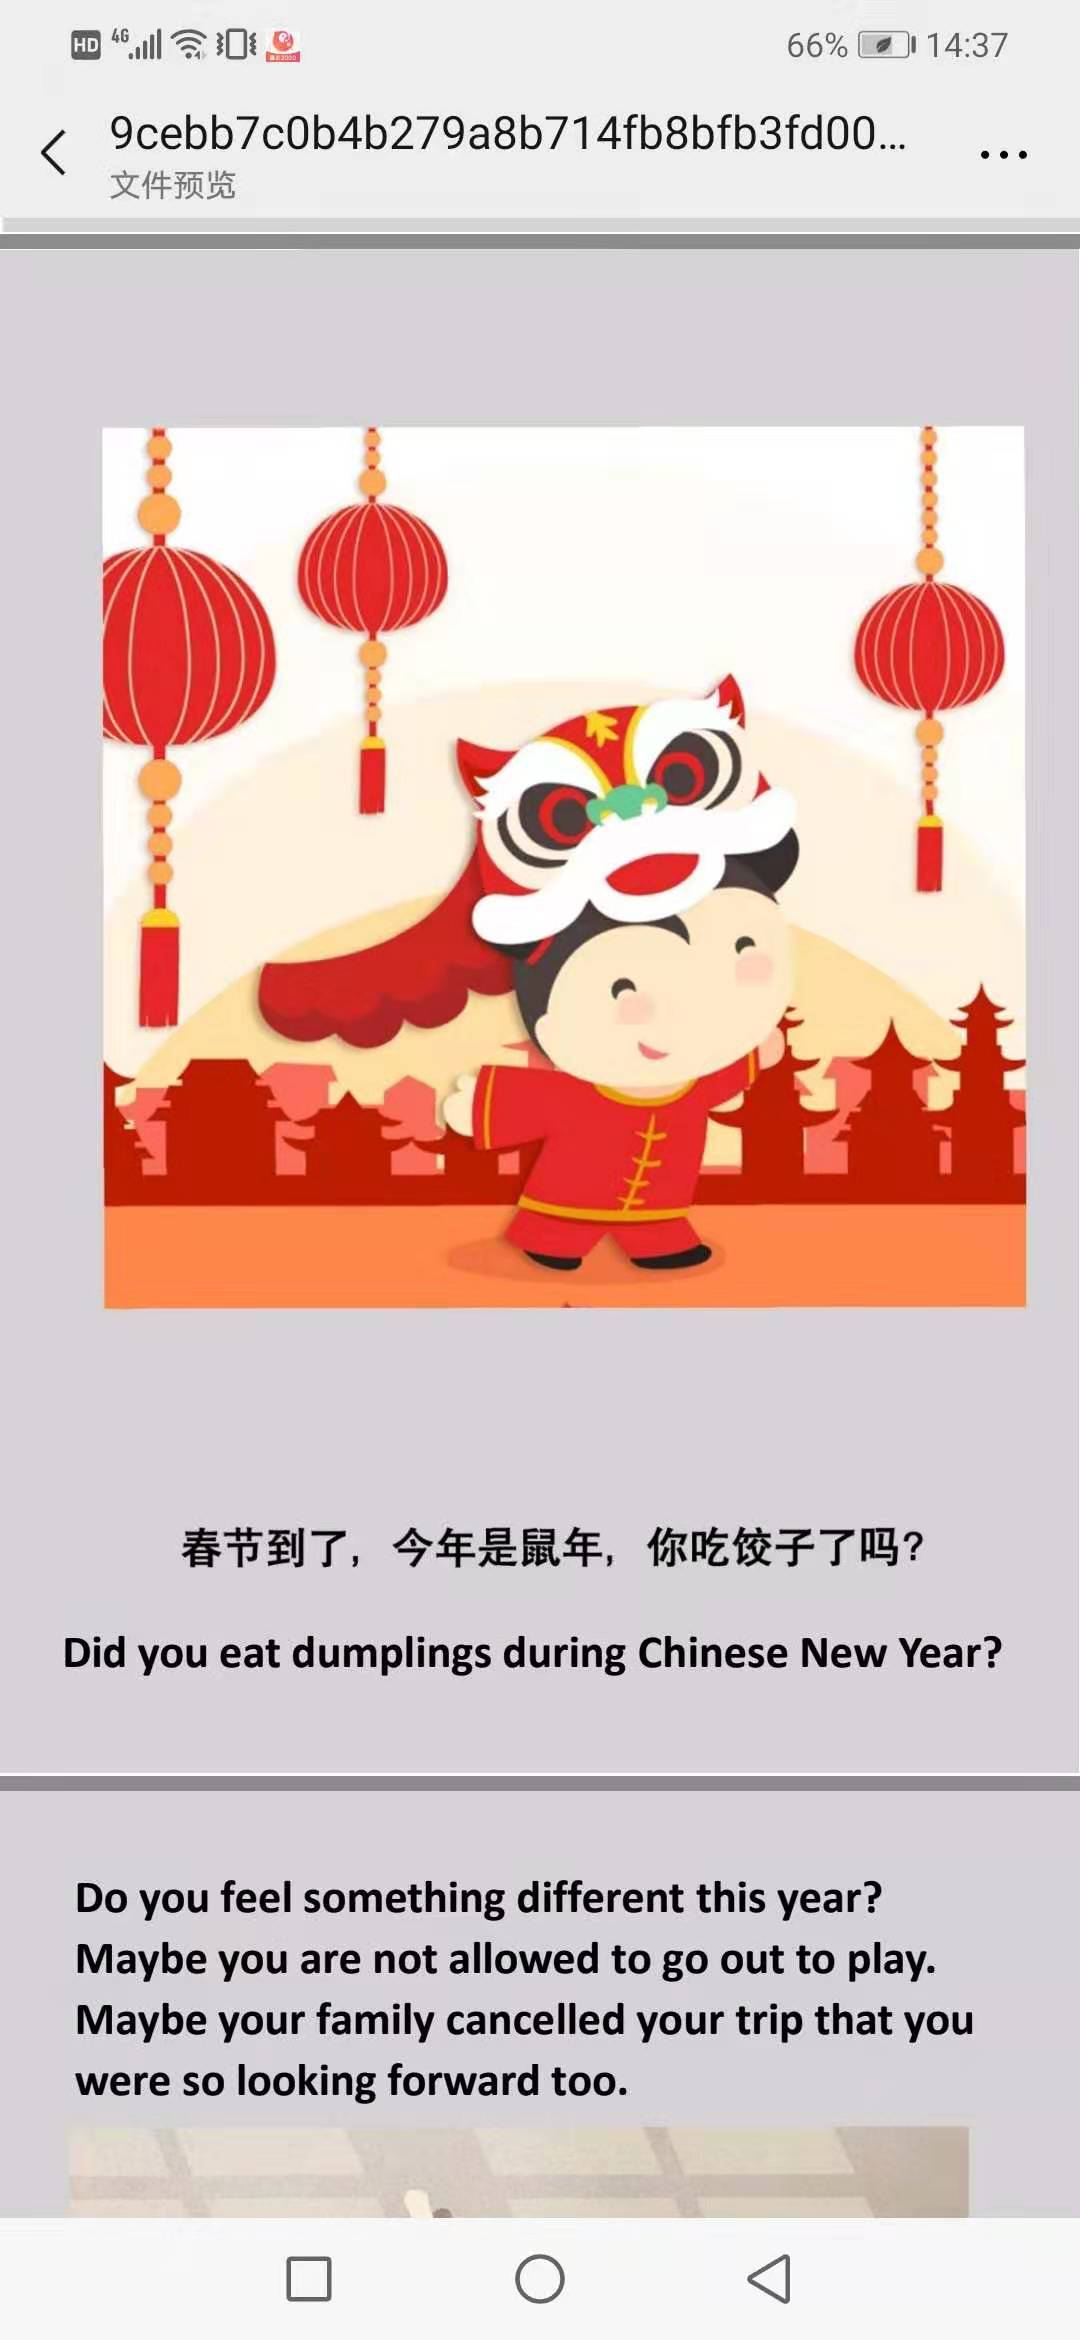 HD 4G 66% 14:37
9cebb7c0b4b279a8b714fb8bfb3fd00...
文件预览
春节到了，今年是鼠年，你吃饺子了吗？
Did you eat dumplings during Chinese New Year?
Do you feel something different this year?
Maybe you are not allowed to go out to play.
Maybe your family cancelled your trip that you
were so looking forward too.